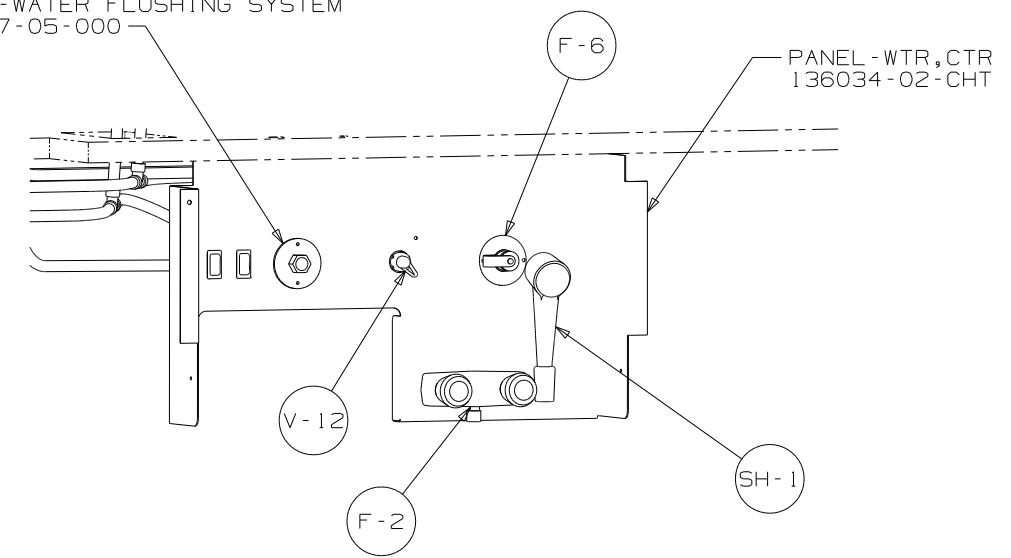 -WATER FLUSHING SYSTEM
7-05-000
F-6
PANEL-WTR,CTR
136034-02-CHT
V-12
SH-1
F-2